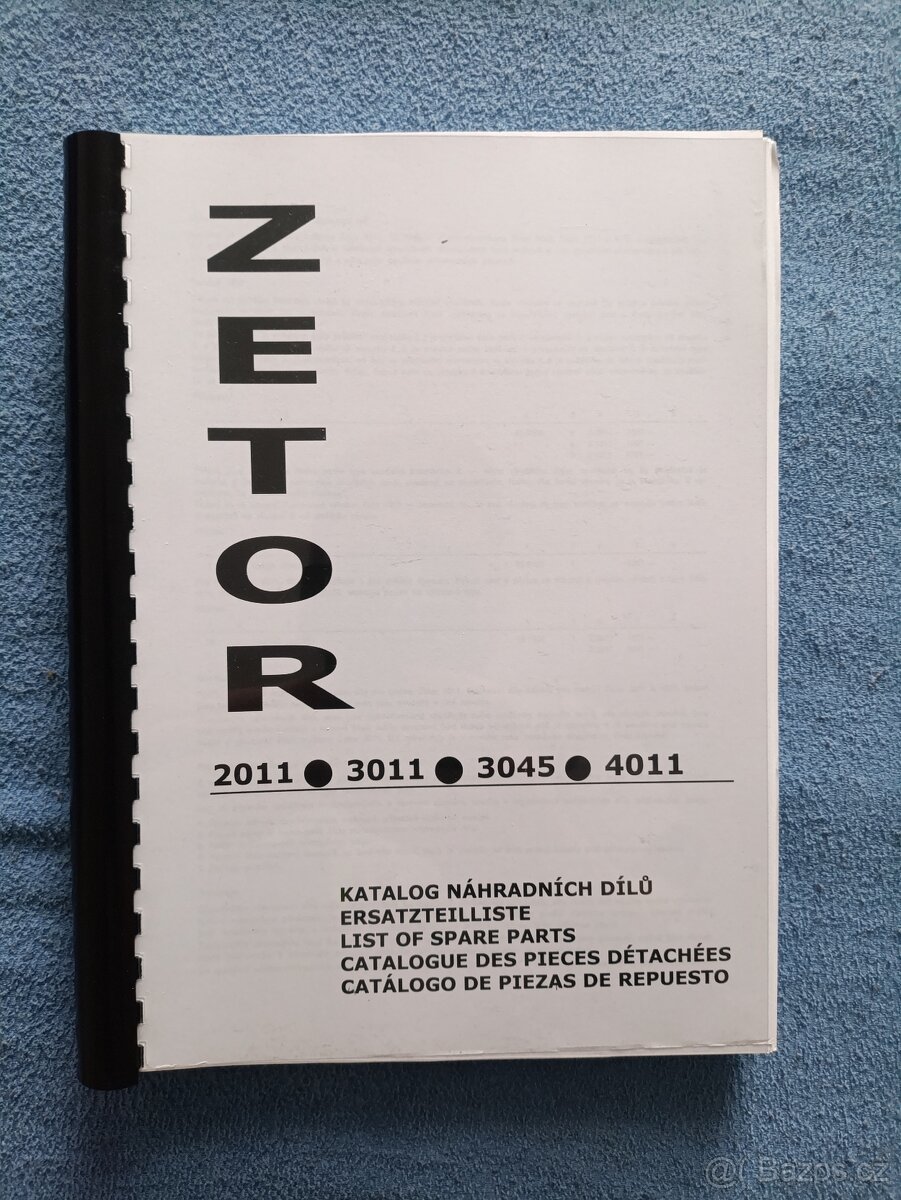 ZETOR
2011 ● 3011 ● 3045 ● 4011
KATALOG NÁHRADNÍCH DÍLŮ
ERSATZTEILLISTE
LIST OF SPARE PARTS
CATALOGUE DES PIECES DÉTACHÉES
CATÁLOGO DE PIEZAS DE REPUESTO
@( Bazos.cz